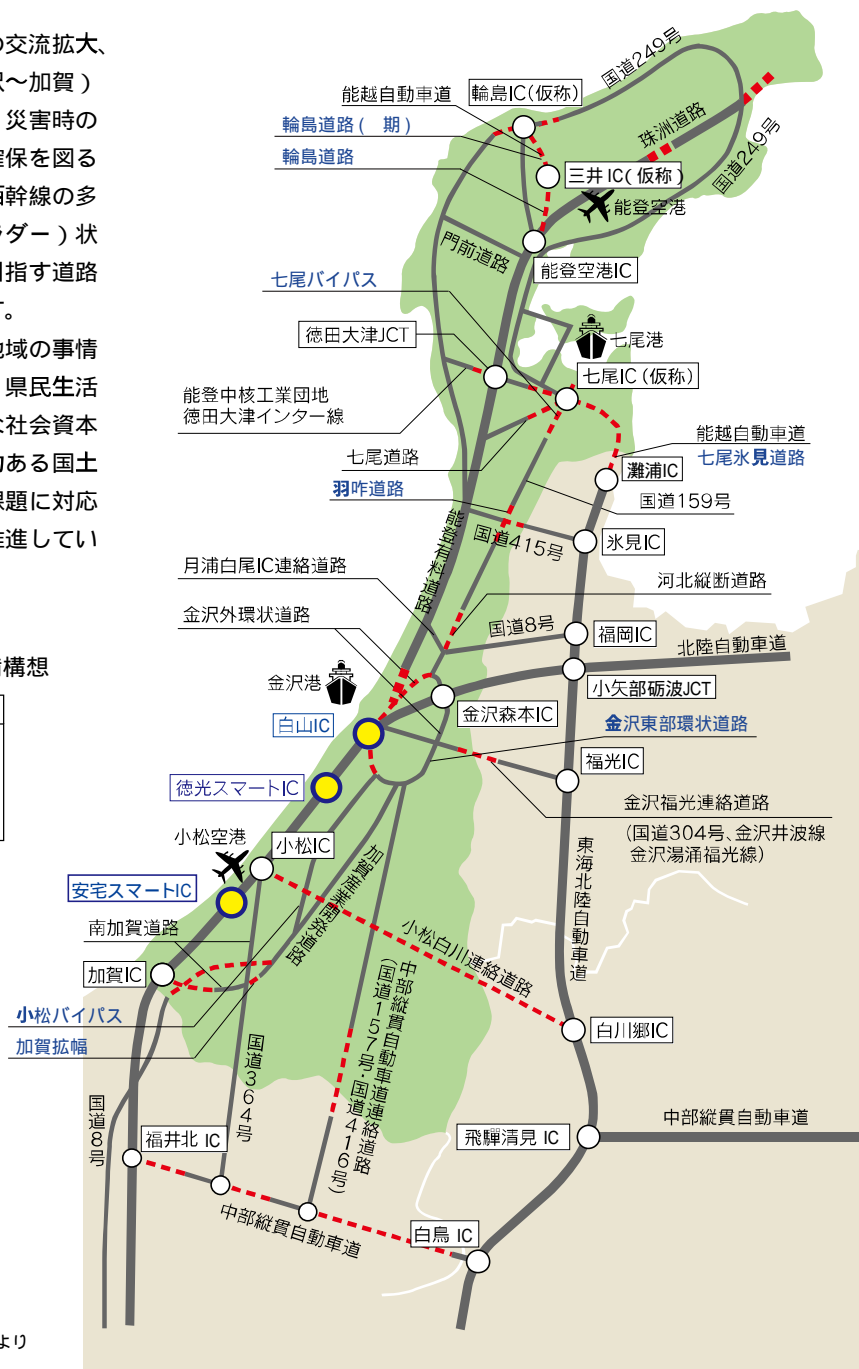 の交流拡大、
沢～加賀）
災害時の
確保を図る
西幹線の多
ラダー）状
目指す道路
す。
地域の事情
県民生活
な社会資本
力ある国土
課題に対応
進してい
構想
より
国道249号
輪島IC(仮称)
能越自動車道
輪島道路(　期)
珠洲道路
輪島道路
国道249号
三井IC(仮称)
能登空港
門前道路
能登空港IC
七尾バイパス
七尾港
徳田大津JCT
七尾IC(仮称)
能登中核工業団地
徳田大津インター線
能越自動車道
七尾氷見道路
七尾道路
灘浦IC
羽咋道路
国道159号
能登有料道路
国道415号
氷見IC
月浦白尾IC連絡道路
河北縦断道路
金沢外環状道路
国道8号
福岡IC
北陸自動車道
金沢港
小矢部砺波JCT
金沢森本IC
白山IC
金沢東部環状道路
福光IC
徳光スマートIC
金沢福光連絡道路
(国道304号、金沢井波線
金沢湯涌福光線)
小松空港
小松IC
東海北陸自動車道
加賀産業開発道路
安宅スマートIC
小松白川連絡道路
南加賀道路
加賀IC
中部縦貫自動車道連絡道路
(国道157号・国道416号)
小松バイパス
白川郷IC
加賀拡幅
国道364号
国道8号
中部縦貫自動車道
福井北 IC
飛驒清見 IC
中部縦貫自動車道
白鳥 IC